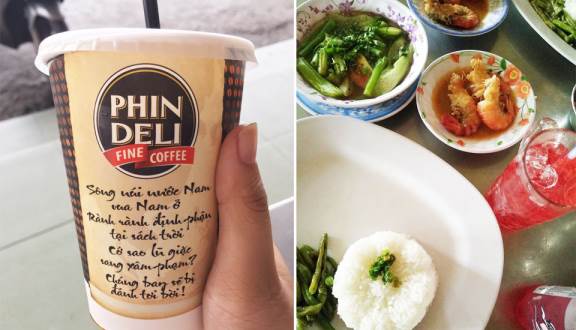 PHIN
DELI
FINE COFFEE
Sông núi nước Nam
vua Nam ở
Rành rành định phận
tại sách trời
Cớ sao lũ giặc
sang xâm phạm?
Chúng bay sẽ bị
đánh tơi bời!